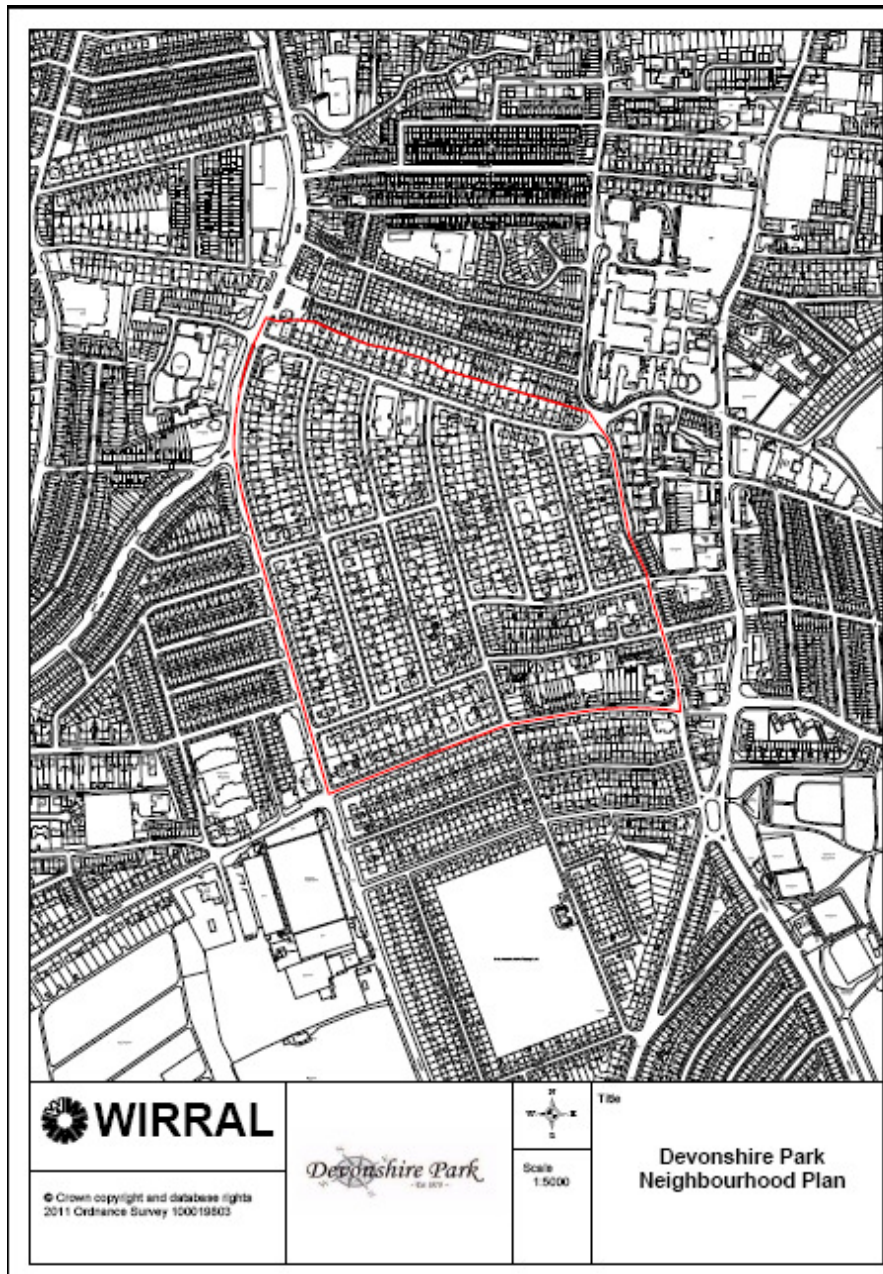 WIRRAL
© Crown copyright and database rights
2011 Ordnance Survey 100019803
Devonshire Park
N
W E
S
Scale
1:5000
Title
Devonshire Park
Neighbourhood Plan